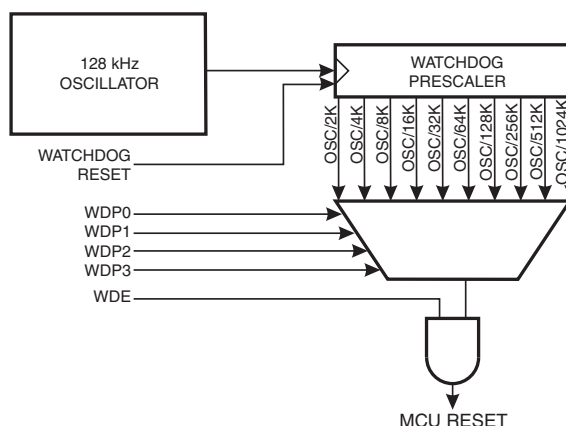 128 kHz
OSCILLATOR
WATCHDOG
PRESCALER
WATCHDOG
RESET
OSC/2K
OSC/4K
OSC/8K
OSC/16K
OSC/32K
OSC/64K
OSC/128K
OSC/256K
OSC/512K
OSC/1024K
WDP0
WDP1
WDP2
WDP3
WDE
MCU RESET